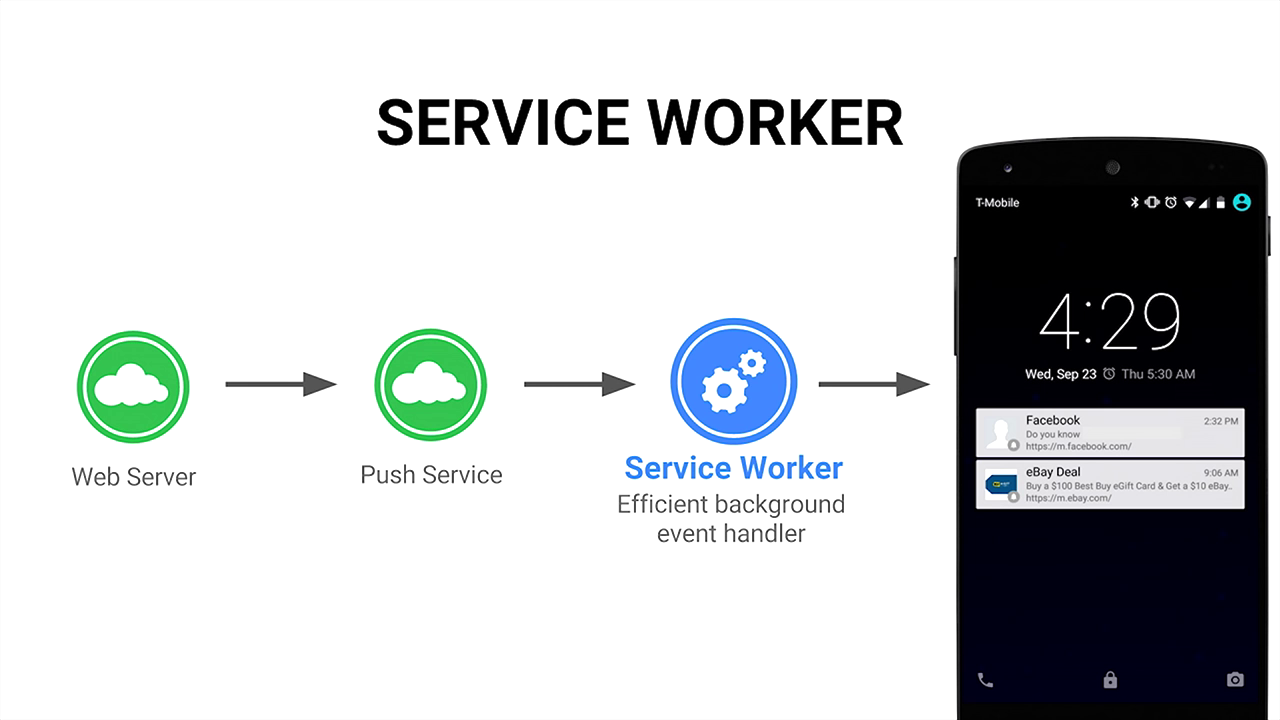 SERVICE WORKER
Web Server
Push Service
Service Worker
Efficient background
event handler
T-Mobile
4:29
Wed, Sep 23 Thu 5:30 AM
Facebook 2:32 PM
Do you know
https://m.facebook.com/
eBay Deal 9:06 AM
Buy a $100 Best Buy eGift Card & Get a $10 eBay..
https://m.ebay.com/